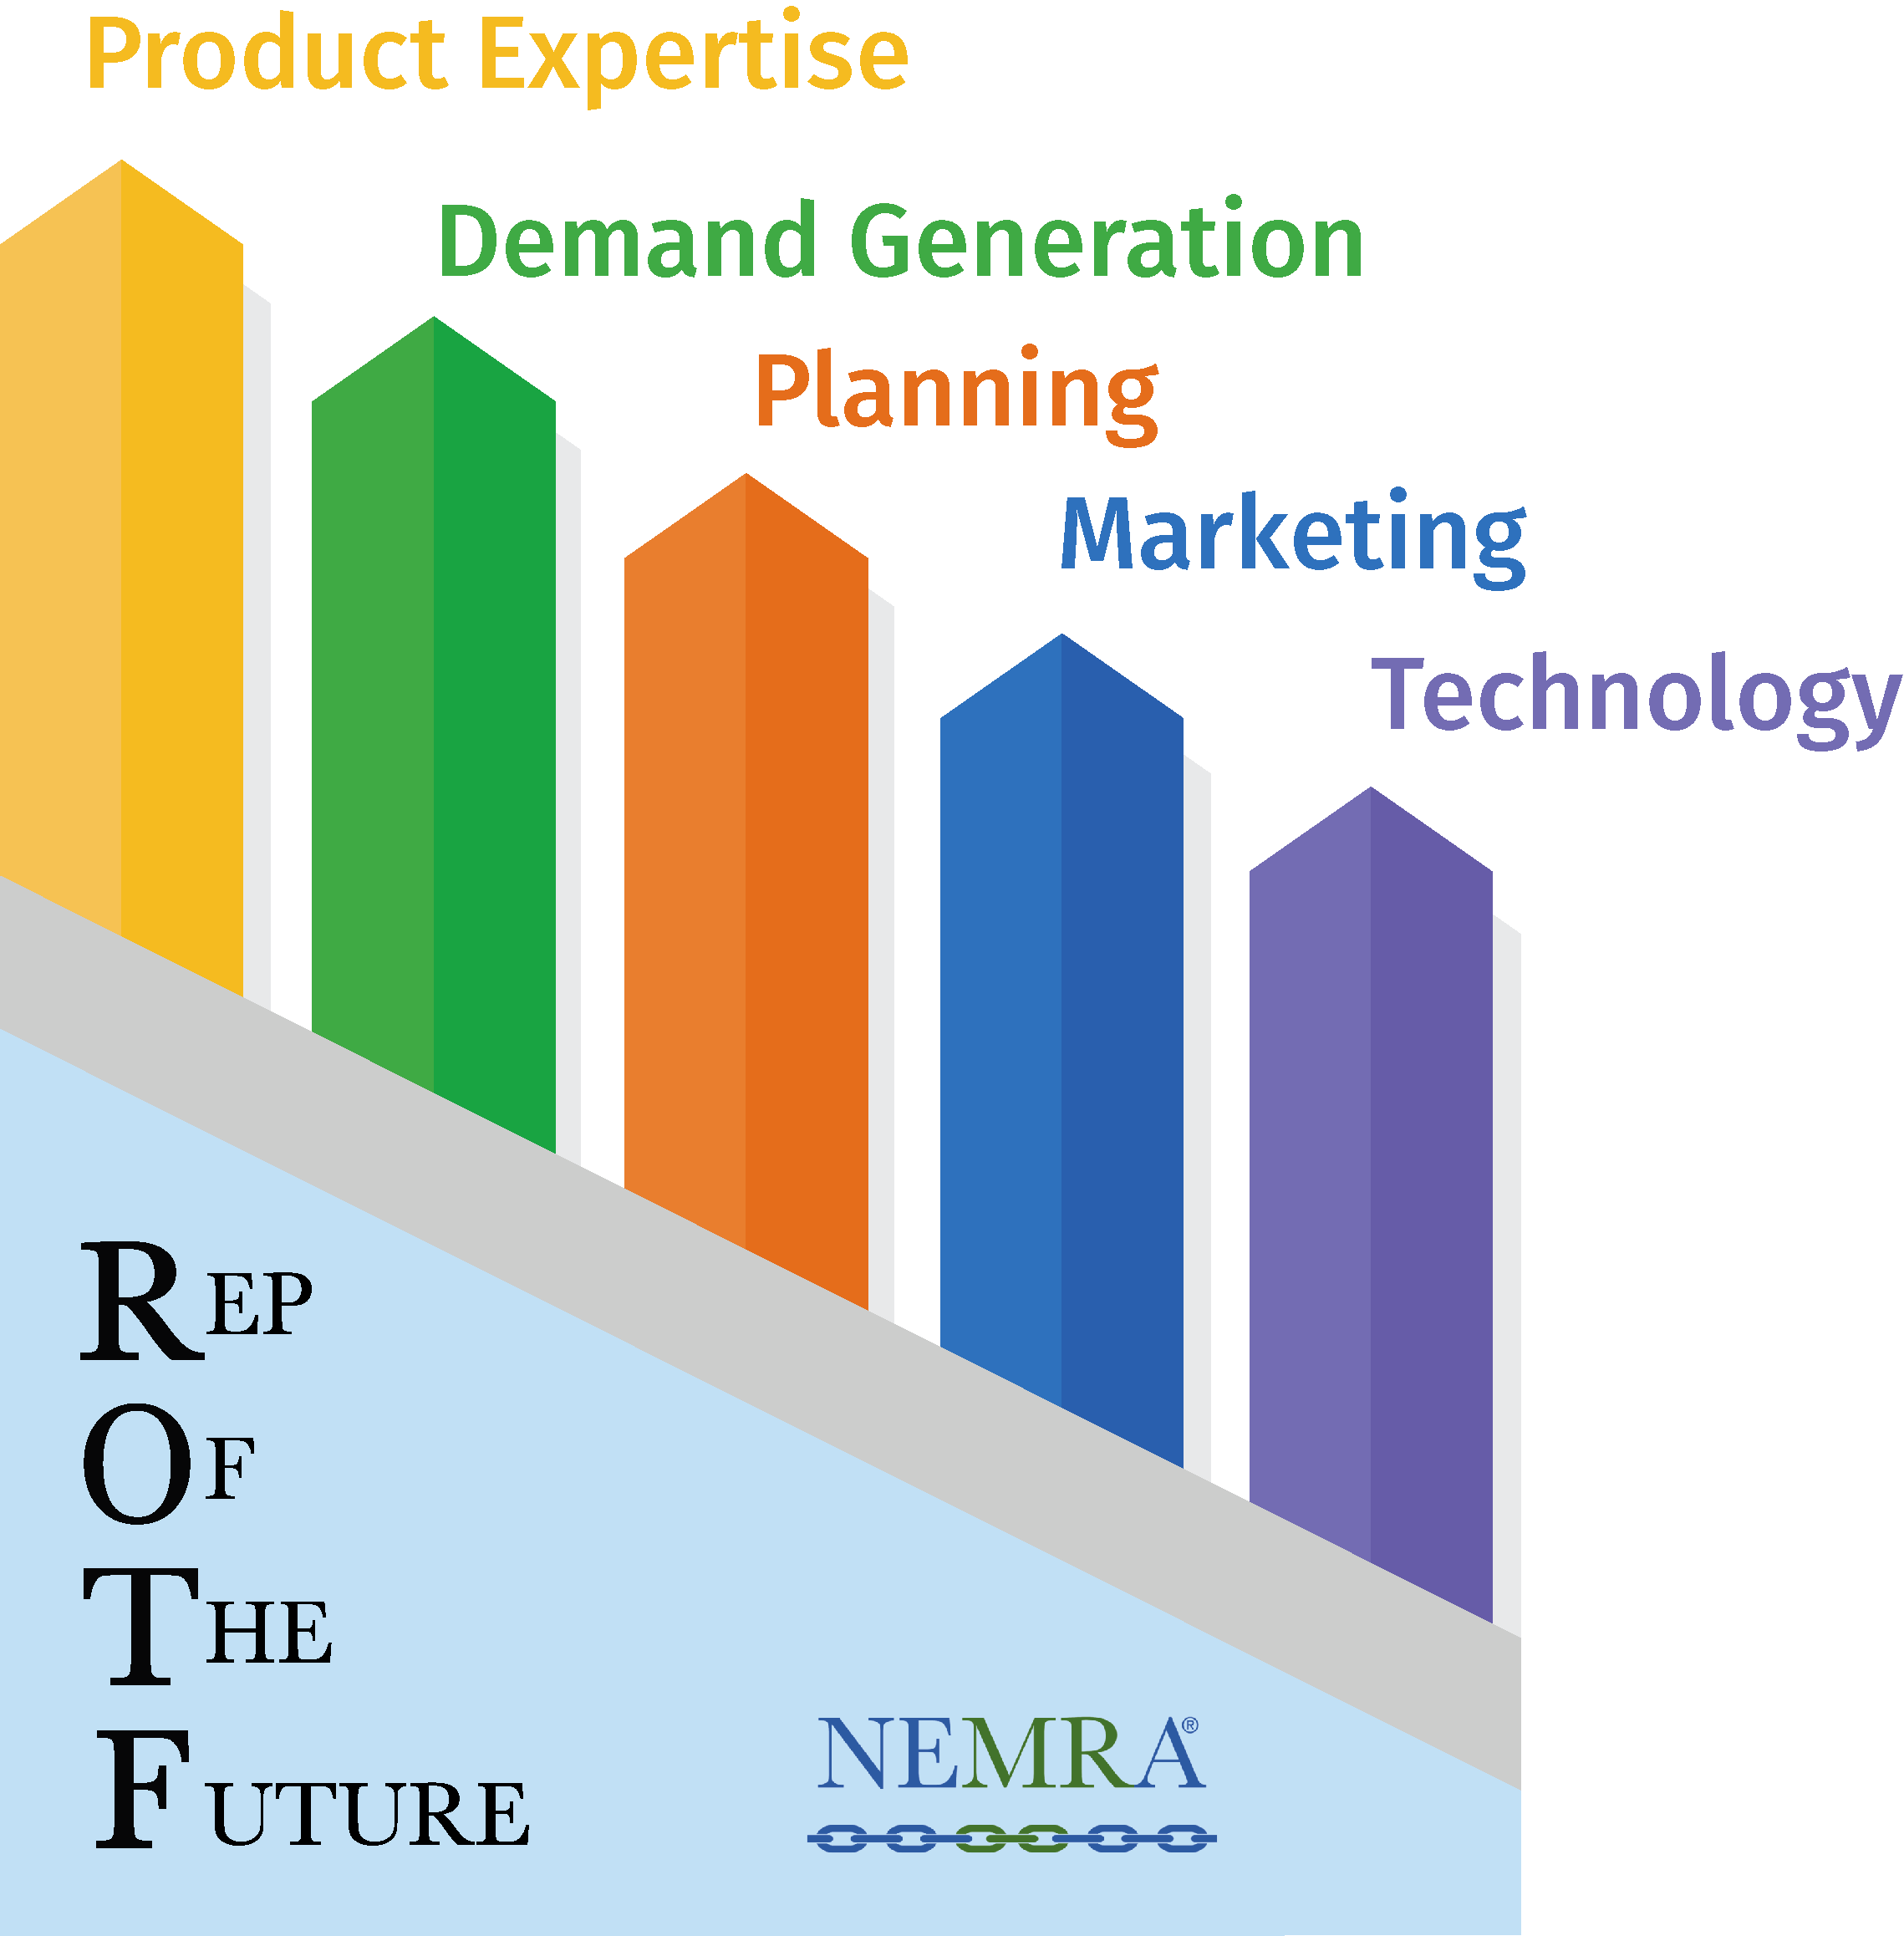 Product Expertise
Demand Generation
Planning
Marketing
Technology
REP
OF
THE
FUTURE
NEMRA®